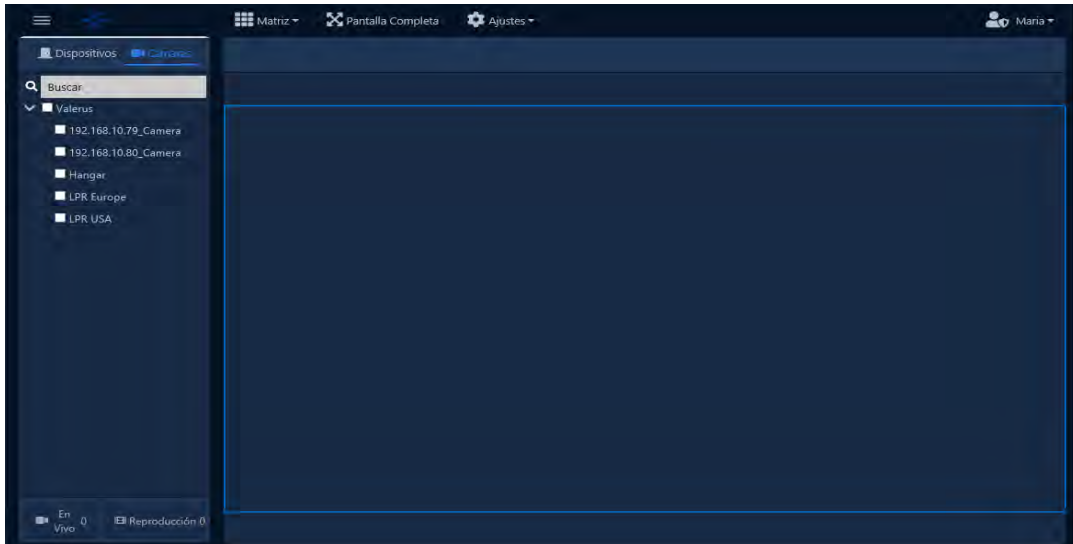 Matriz Pantalla Completa Ajustes Maria
Dispositivos Cámaras
Buscar
Valerus
192.168.10.79_Camera
192.168.10.80_Camera
Hangar
LPR Europe
LPR USA
En Vivo 0 Reproducción 0